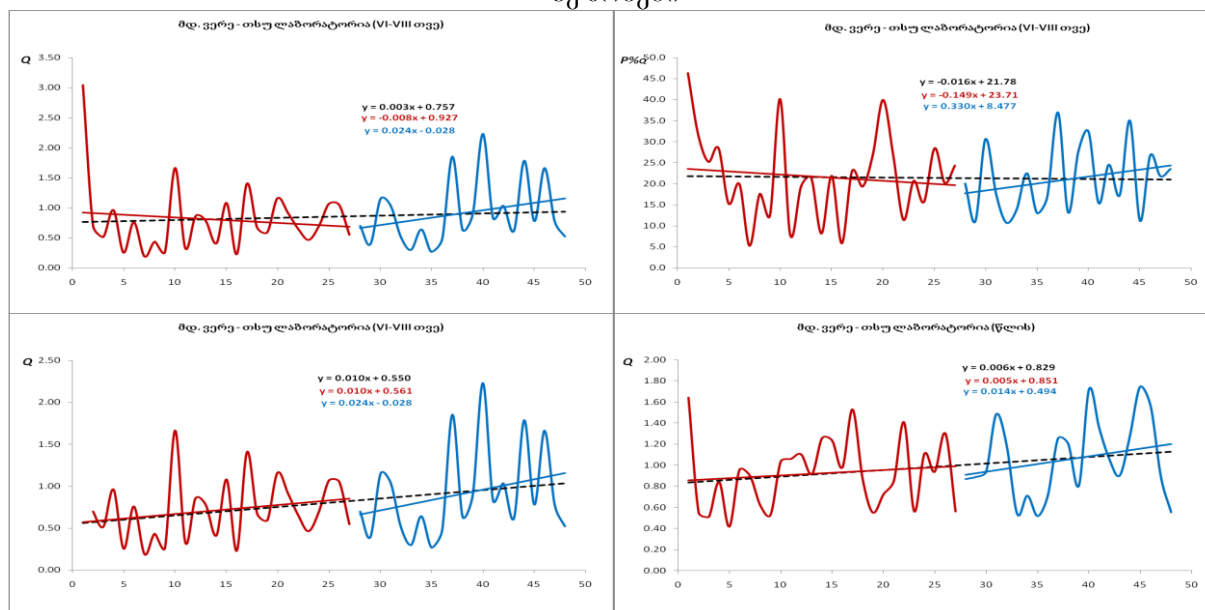 მდ. ვერე - თსუ ლაბორატორია (VI-VIII თვე)
Q
3.50
3.00
2.50
2.00
1.50
1.00
0.50
0.00
y = 0.003x + 0.757
y = -0.008x + 0.927
y = 0.024x - 0.028
0 5 10 15 20 25 30 35 40 45 50
მდ. ვერე - თსუ ლაბორატორია (VI-VIII თვე)
P%Q
50.0
45.0
40.0
35.0
30.0
25.0
20.0
15.0
10.0
5.0
0.0
y = -0.016x + 21.78
y = -0.149x + 23.71
y = 0.330x + 8.477
0 5 10 15 20 25 30 35 40 45 50
მდ. ვერე - თსუ ლაბორატორია (VI-VIII თვე)
Q
2.50
2.00
1.50
1.00
0.50
0.00
y = 0.010x + 0.550
y = 0.010x + 0.561
y = 0.024x - 0.028
0 5 10 15 20 25 30 35 40 45 50
მდ. ვერე - თსუ ლაბორატორია (წლის)
Q
2.00
1.80
1.60
1.40
1.20
1.00
0.80
0.60
0.40
0.20
0.00
y = 0.006x + 0.829
y = 0.005x + 0.851
y = 0.014x + 0.494
0 5 10 15 20 25 30 35 40 45 50